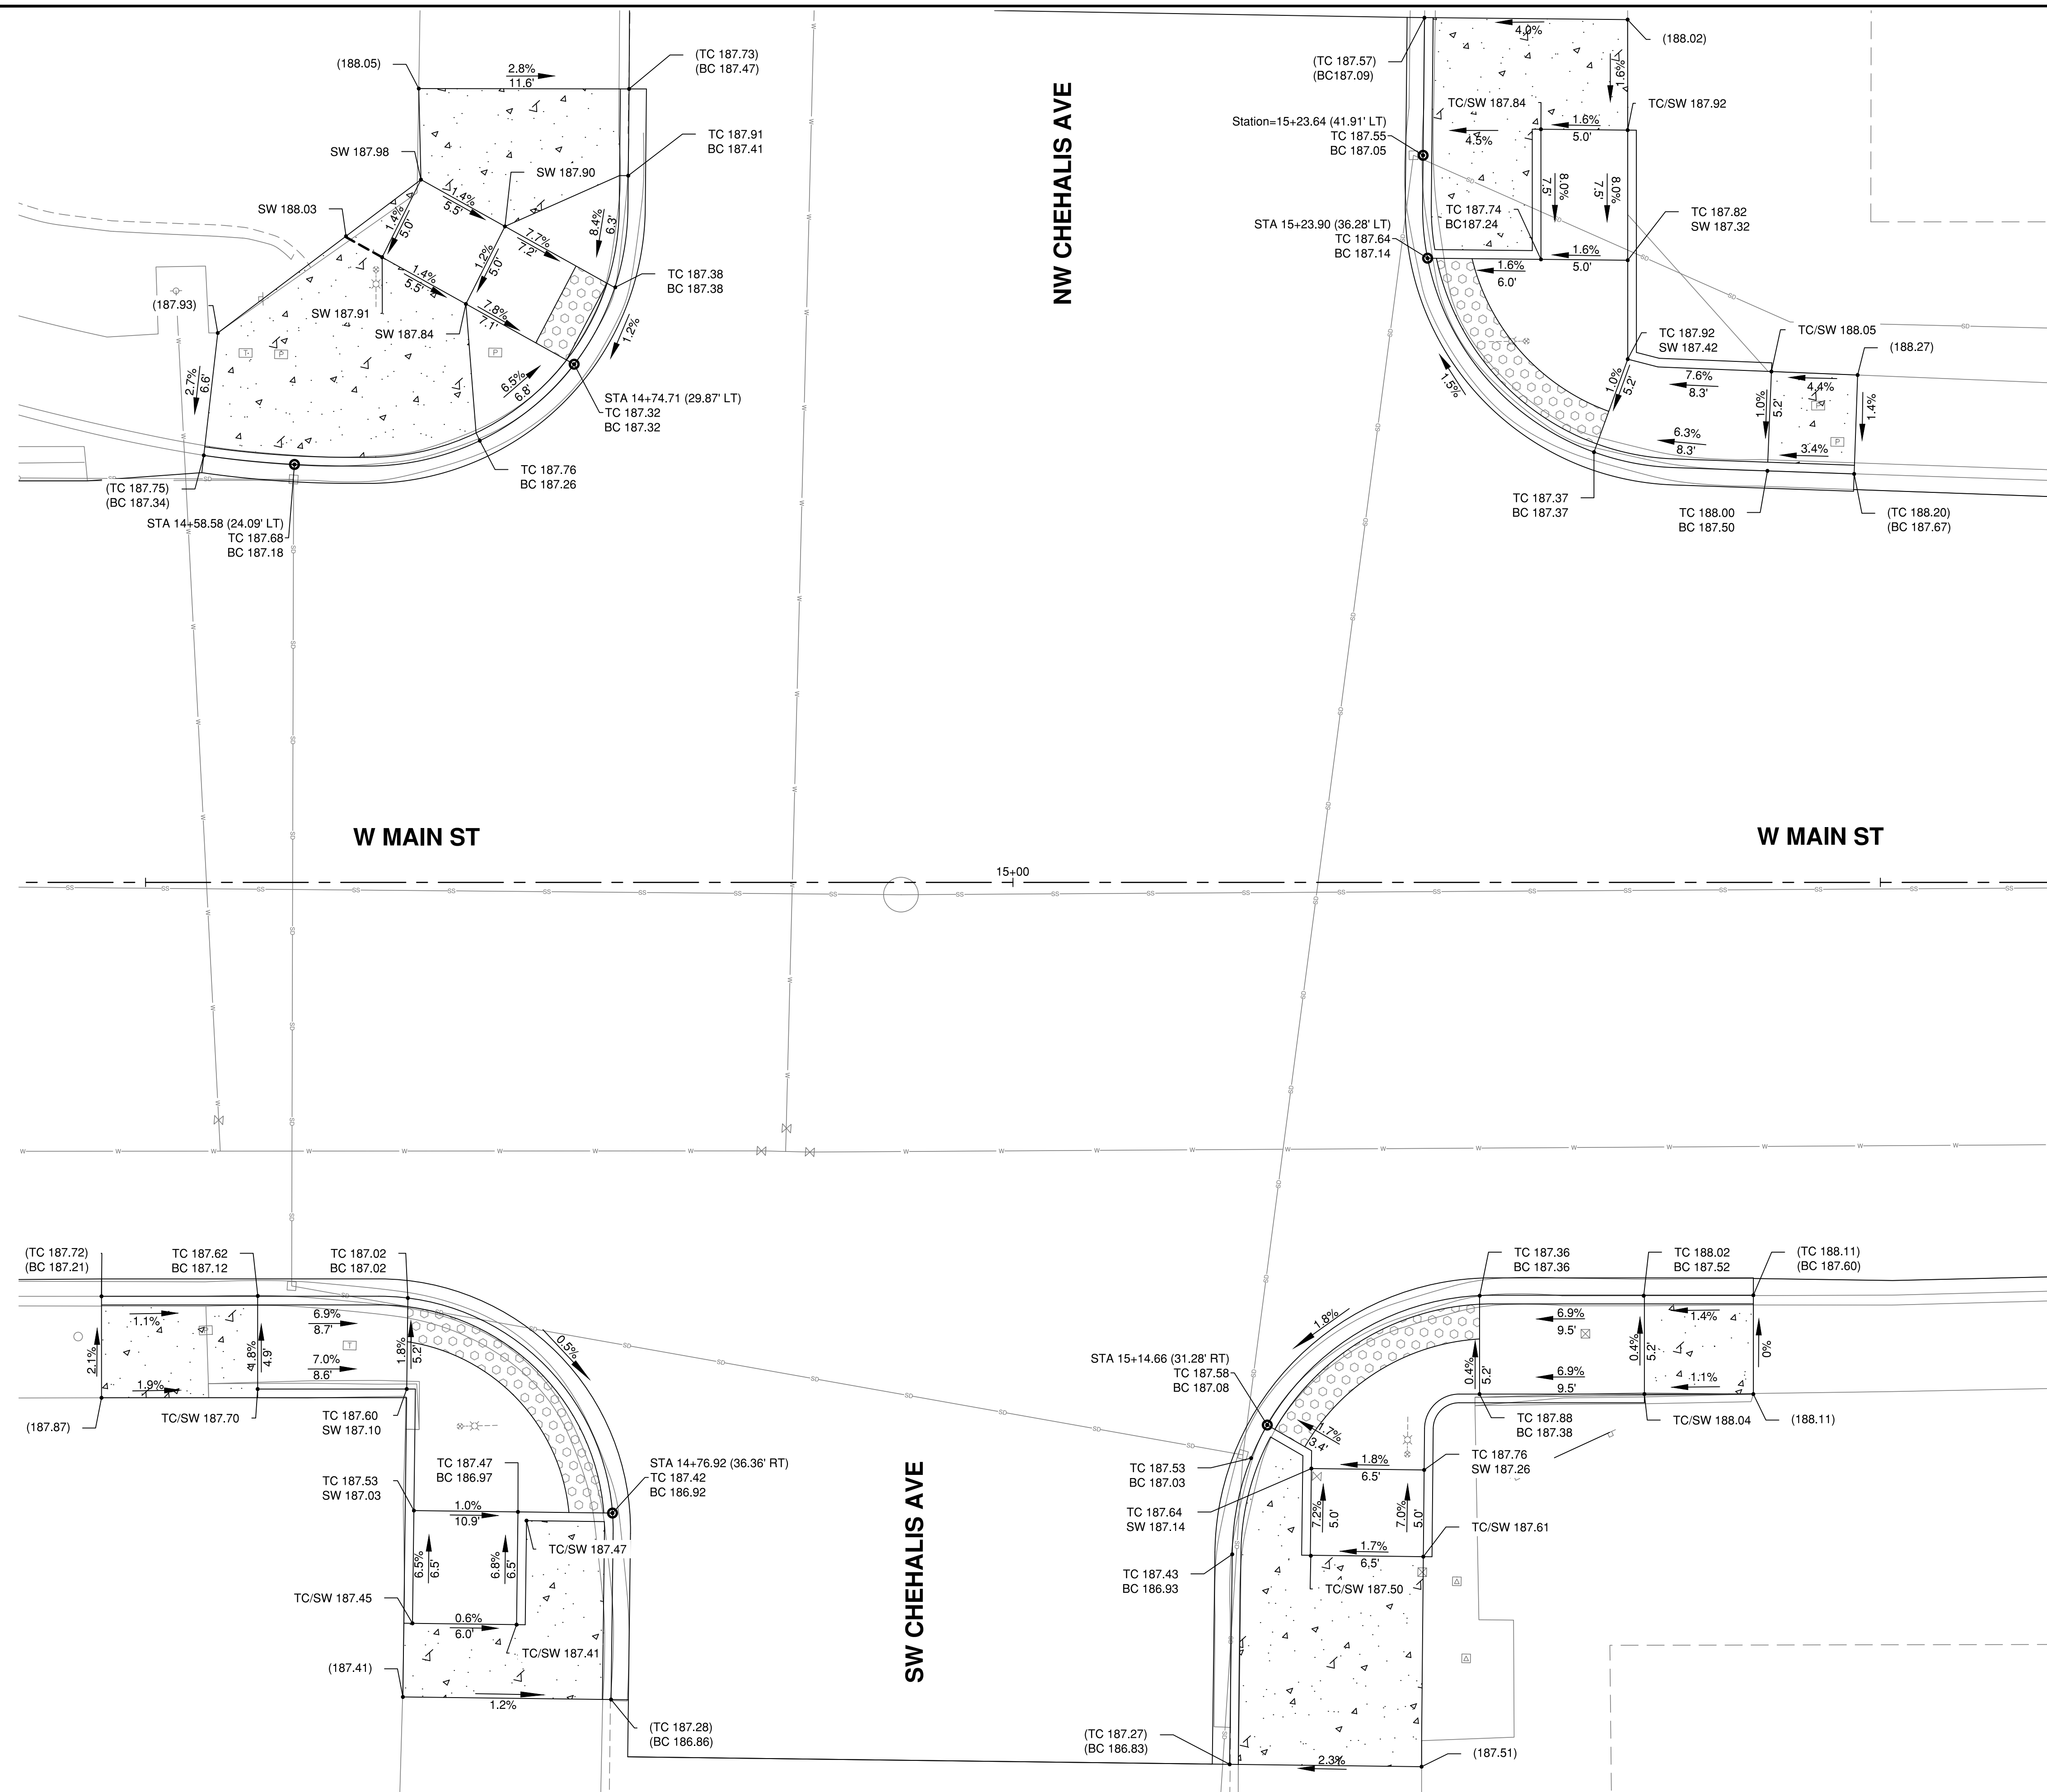 (188.05)
2.8%
11.6'
(TC 187.73)
(BC 187.47)
TC 187.91
BC 187.41
SW 187.98
SW 187.90
SW 188.03
1.4%
5.5'
1.4%
5.0'
7.7%
7.2'
8.4%
6.3'
1.2%
5.0'
1.4%
5.5'
TC 187.38
BC 187.38
(187.93)
SW 187.91
SW 187.84
7.8%
7.1'
1.2%
2.7%
6.6'
T
P
P
6.5%
6.8'
STA 14+74.71 (29.87' LT)
TC 187.32
BC 187.32
TC 187.76
BC 187.26
(TC 187.75)
(BC 187.34)
STA 14+58.58 (24.09' LT)
TC 187.68
BC 187.18
NW CHEHALIS AVE
4.0%
(188.02)
(TC 187.57)
(BC187.09)
1.6%
TC/SW 187.84
TC/SW 187.92
Station=15+23.64 (41.91' LT)
TC 187.55
BC 187.05
1.6%
5.0'
4.5%
8.0%
7.5'
8.0%
7.5'
TC 187.74
BC187.24
TC 187.82
SW 187.32
STA 15+23.90 (36.28' LT)
TC 187.64
BC 187.14
1.6%
5.0'
1.6%
6.0'
TC 187.92
SW 187.42
TC/SW 188.05
(188.27)
1.5%
1.0%
5.2'
7.6%
8.3'
1.0%
5.2'
4.4%
1.4%
P
P
6.3%
8.3'
3.4%
TC 187.37
BC 187.37
TC 188.00
BC 187.50
(TC 188.20)
(BC 187.67)
W MAIN ST
W MAIN ST
15+00
(TC 187.72)
(BC 187.21)
TC 187.62
BC 187.12
TC 187.02
BC 187.02
1.1%
6.9%
8.7'
T
2.1%
1.8%
4.9'
1.8%
5.2'
0.5%
1.9%
7.0%
8.6'
(187.87)
TC/SW 187.70
TC 187.60
SW 187.10
TC 187.47
BC 186.97
STA 14+76.92 (36.36' RT)
TC 187.42
BC 186.92
TC 187.53
SW 187.03
1.0%
10.9'
TC/SW 187.47
6.5%
6.5'
6.8%
6.5'
TC/SW 187.45
0.6%
6.0'
TC/SW 187.41
(187.41)
1.2%
(TC 187.28)
(BC 186.86)
SW CHEHALIS AVE
TC 187.36
BC 187.36
TC 188.02
BC 187.52
(TC 188.11)
(BC 187.60)
1.8%
6.9%
9.5'
1.4%
0.4%
5.2'
0%
STA 15+14.66 (31.28' RT)
TC 187.58
BC 187.08
0.4%
5.2'
6.9%
9.5'
1.1%
TC 187.88
BC 187.38
TC/SW 188.04
(188.11)
1.7%
3.4'
1.8%
6.5'
TC 187.76
SW 187.26
TC 187.53
BC 187.03
TC 187.64
SW 187.14
7.2%
5.0'
7.0%
5.0'
TC/SW 187.61
1.7%
6.5'
TC 187.43
BC 186.93
TC/SW 187.50
(TC 187.27)
(BC 186.83)
2.3%
(187.51)